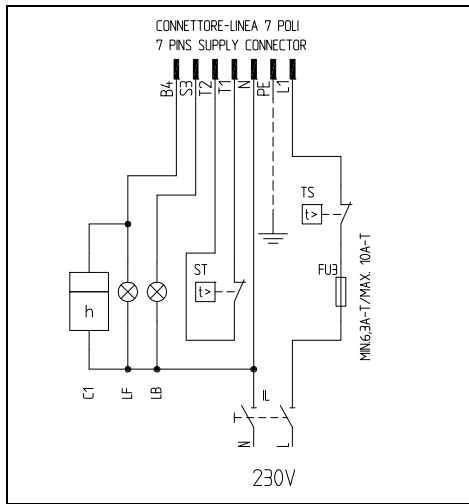 CONNETTORE-LINEA 7 POLI
7 PINS SUPPLY CONNECTOR
B4
S3
T2
T1
N
PE
L1
TS
t>
ST
t>
FU3
MIN.6,3A-T/MAX. 10A-T
h
C1
LF
LB
IL
N
L
230V